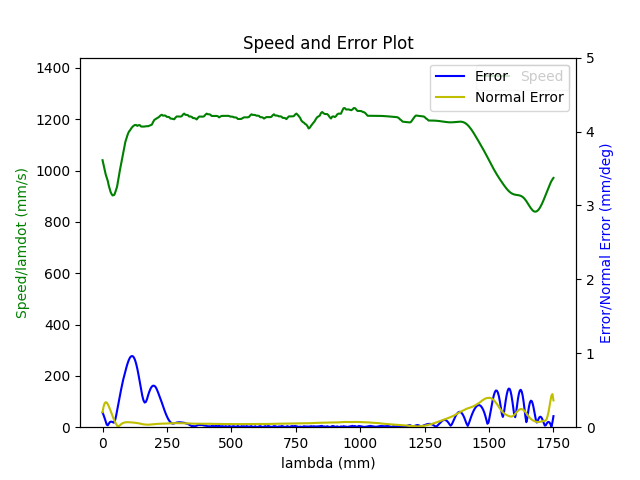 Speed and Error Plot
1400
1200
1000
800
600
400
200
0
Speed/lamdot (mm/s)
5
4
3
2
1
0
Error/Normal Error (mm/deg)
Error
Speed
Normal Error
0 250 500 750 1000 1250 1500 1750
lambda (mm)